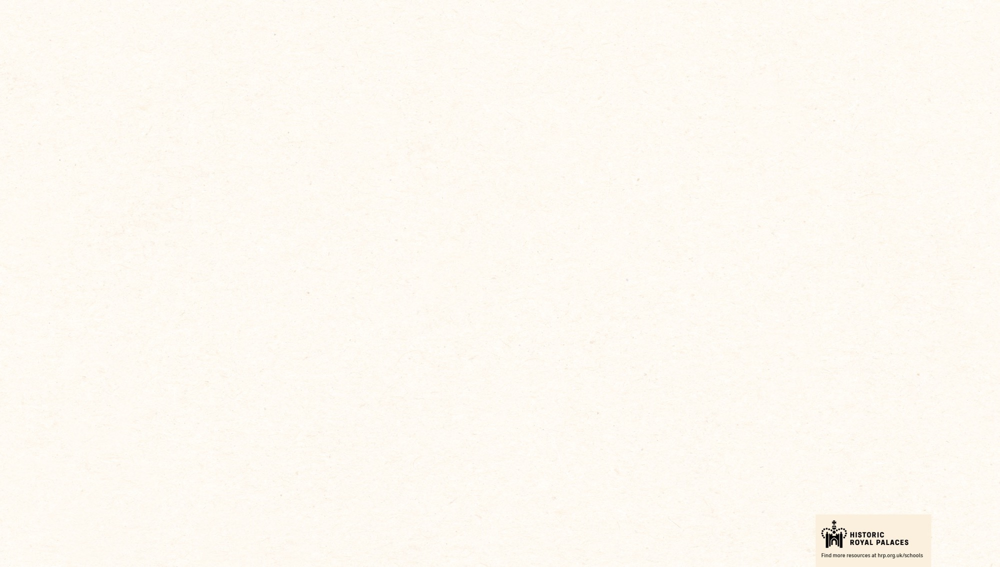 HISTORIC
ROYAL PALACES
Find more resources at hrp.org.uk/schools